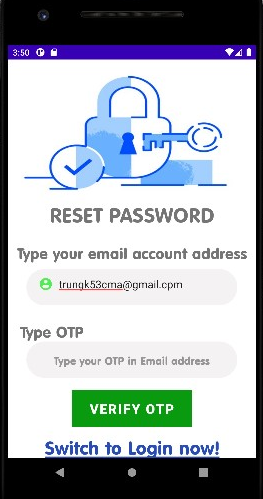 3:50
RESET PASSWORD
Type your email account address
trungk53cma@gmail.com
Type OTP
Type your OTP in Email address
VERIFY OTP
Switch to Login now!